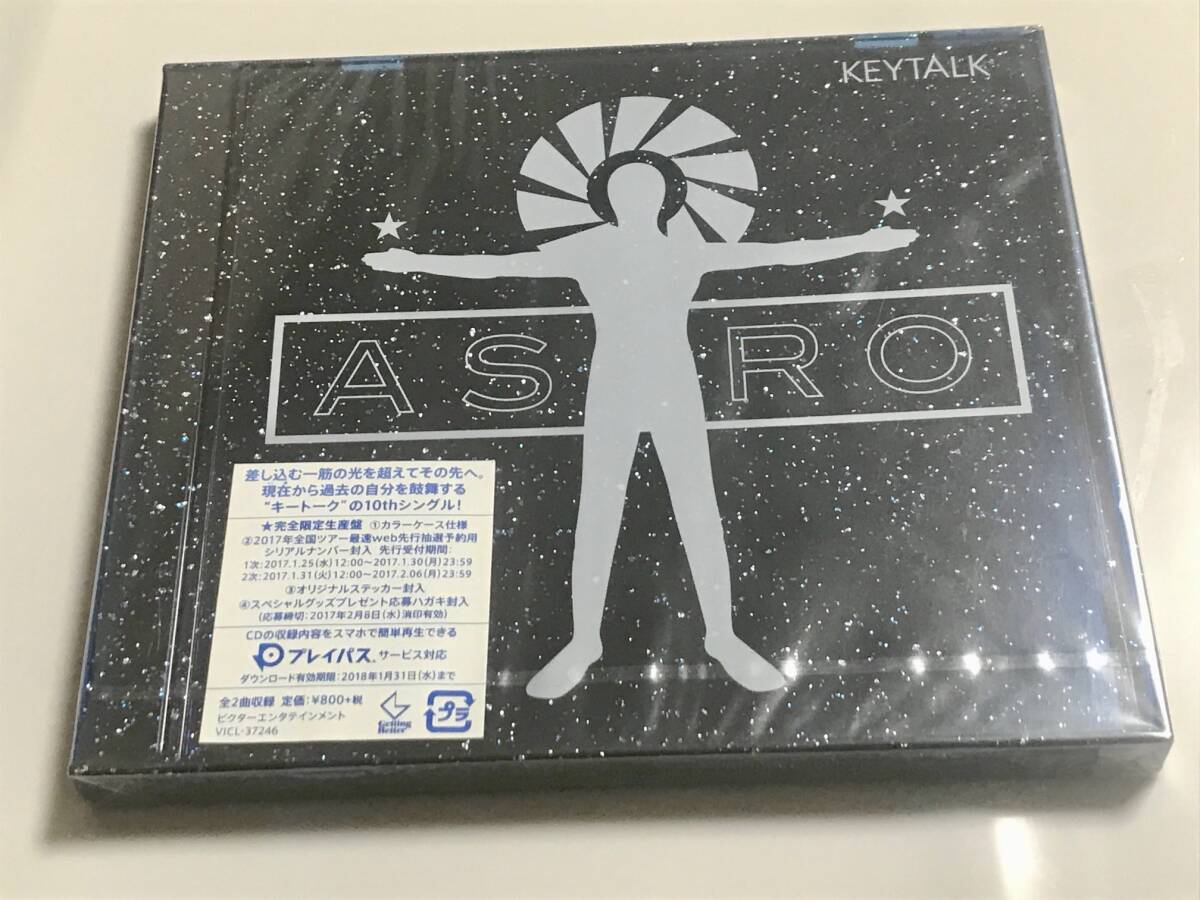 KEYTALK
ASTRO
差し込む一筋の光を超えてその先へ。
現在から過去の自分を鼓舞する
“キートーク”の10thシングル!
★完全限定生産盤 ①カラーケース仕様
②2017年全国ツアー最速web先行抽選予約用
シリアルナンバー封入 先行受付期間:
1次:2017.1.25(水)12:00~2017.1.30(月)23:59
2次:2017.1.31(火)12:00~2017.2.06(月)23:59
③オリジナルステッカー封入
④スペシャルグッズプレゼント応募ハガキ封入
(応募締切:2017年2月8日(水)消印有効)
CDの収録内容をスマホで簡単再生できる
プレイパス®サービス対応
ダウンロード有効期限:2018年1月31日(水)まで
全2曲収録 定価:¥800+税
ビクターエンタテインメント
VICL-37246
Getting
Better
プラ